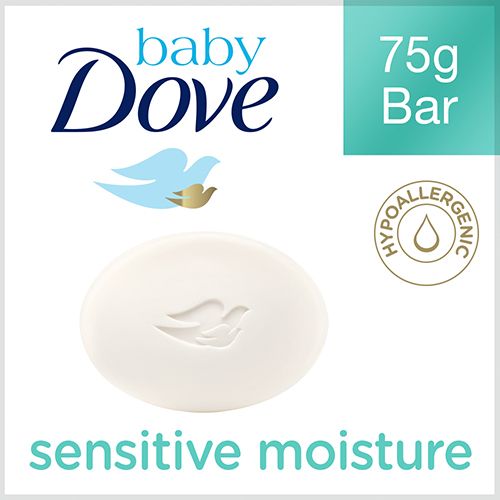 baby
Dove
75g
Bar
HYPOALLERGENIC
sensitive moisture